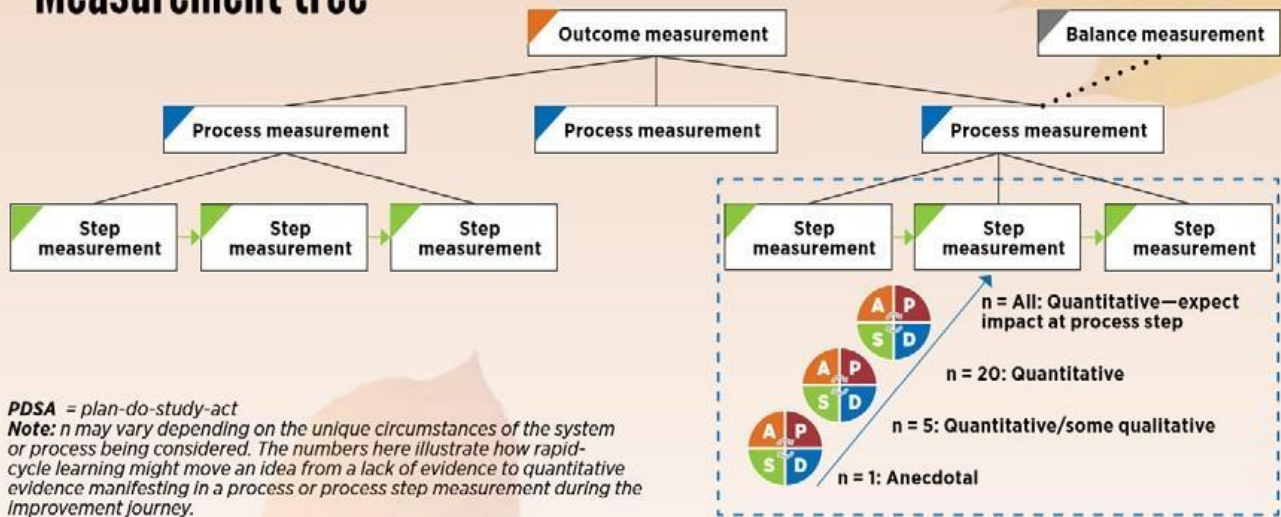 Measurement tree
Outcome measurement
Balance measurement
Process measurement
Process measurement
Process measurement
Step
measurement
Step
measurement
Step
measurement
Step
measurement
Step
measurement
Step
measurement
A P
S D
A P
S D
A P
S D
n = All: Quantitative—expect
impact at process step
n = 20: Quantitative
n = 5: Quantitative/some qualitative
n = 1: Anecdotal
PDSA = plan-do-study-act
Note: n may vary depending on the unique circumstances of the system
or process being considered. The numbers here illustrate how rapid-
cycle learning might move an idea from a lack of evidence to quantitative
evidence manifesting in a process or process step measurement during the
improvement journey.